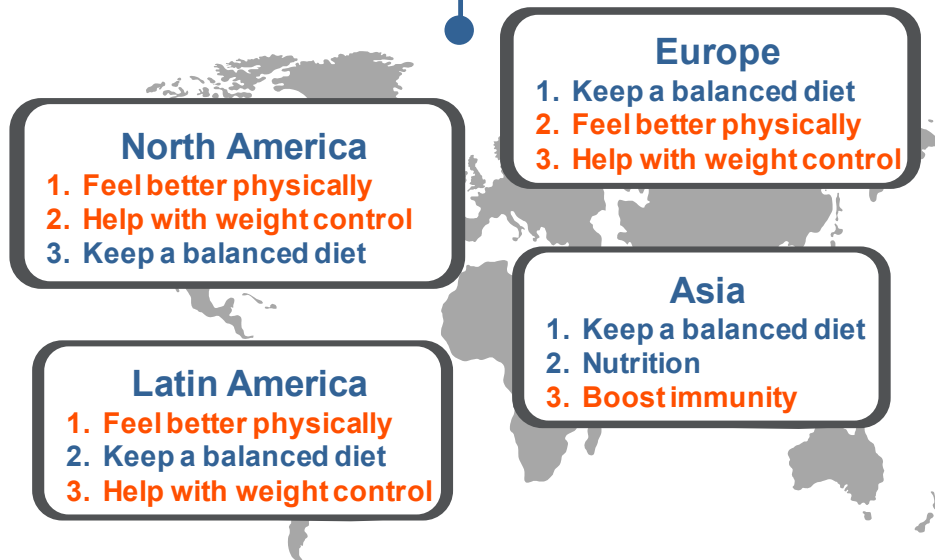 Europe
1. Keep a balanced diet
2. Feel better physically
3. Help with weight control
North America
1. Feel better physically
2. Help with weight control
3. Keep a balanced diet
Asia
1. Keep a balanced diet
2. Nutrition
3. Boost immunity
Latin America
1. Feel better physically
2. Keep a balanced diet
3. Help with weight control